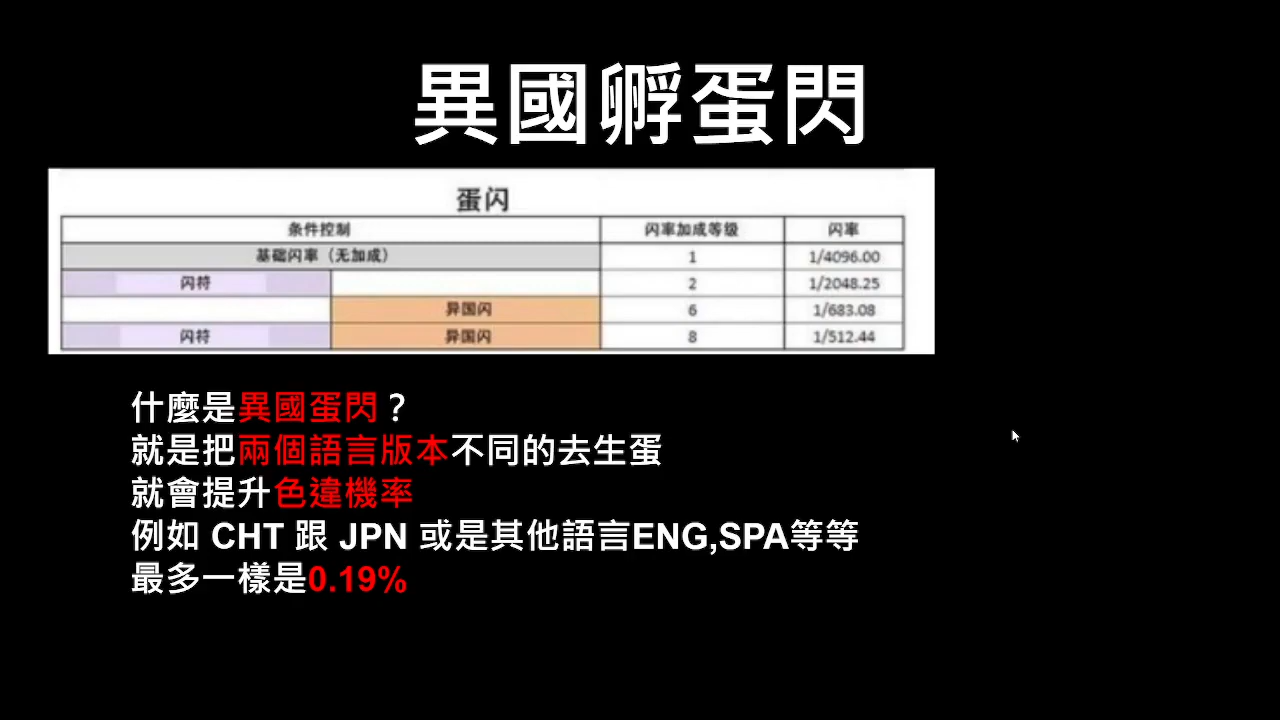 異國孵蛋閃
蛋闪
条件控制 闪率加成等级 闪率
基础闪率（无加成） 1 1/4096.00
闪符 2 1/2048.25
异国闪 6 1/683.08
闪符 异国闪 8 1/512.44
什麼是異國蛋閃？
就是把兩個語言版本不同的去生蛋
就會提升色違機率
例如 CHT 跟 JPN 或是其他語言ENG,SPA等等
最多一樣是0.19%